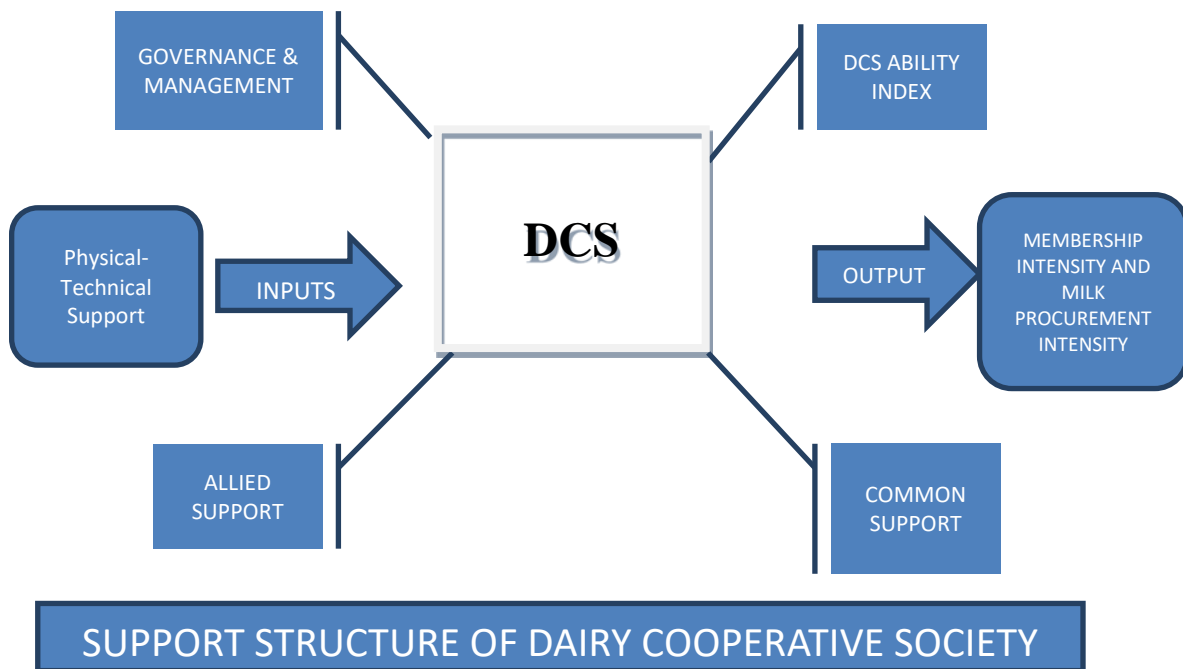 GOVERNANCE &
MANAGEMENT
DCS ABILITY
INDEX
Physical-
Technical
Support
INPUTS
DCS
OUTPUT
MEMBERSHIP
INTENSITY AND
MILK
PROCUREMENT
INTENSITY
ALLIED
SUPPORT
COMMON
SUPPORT
SUPPORT STRUCTURE OF DAIRY COOPERATIVE SOCIETY